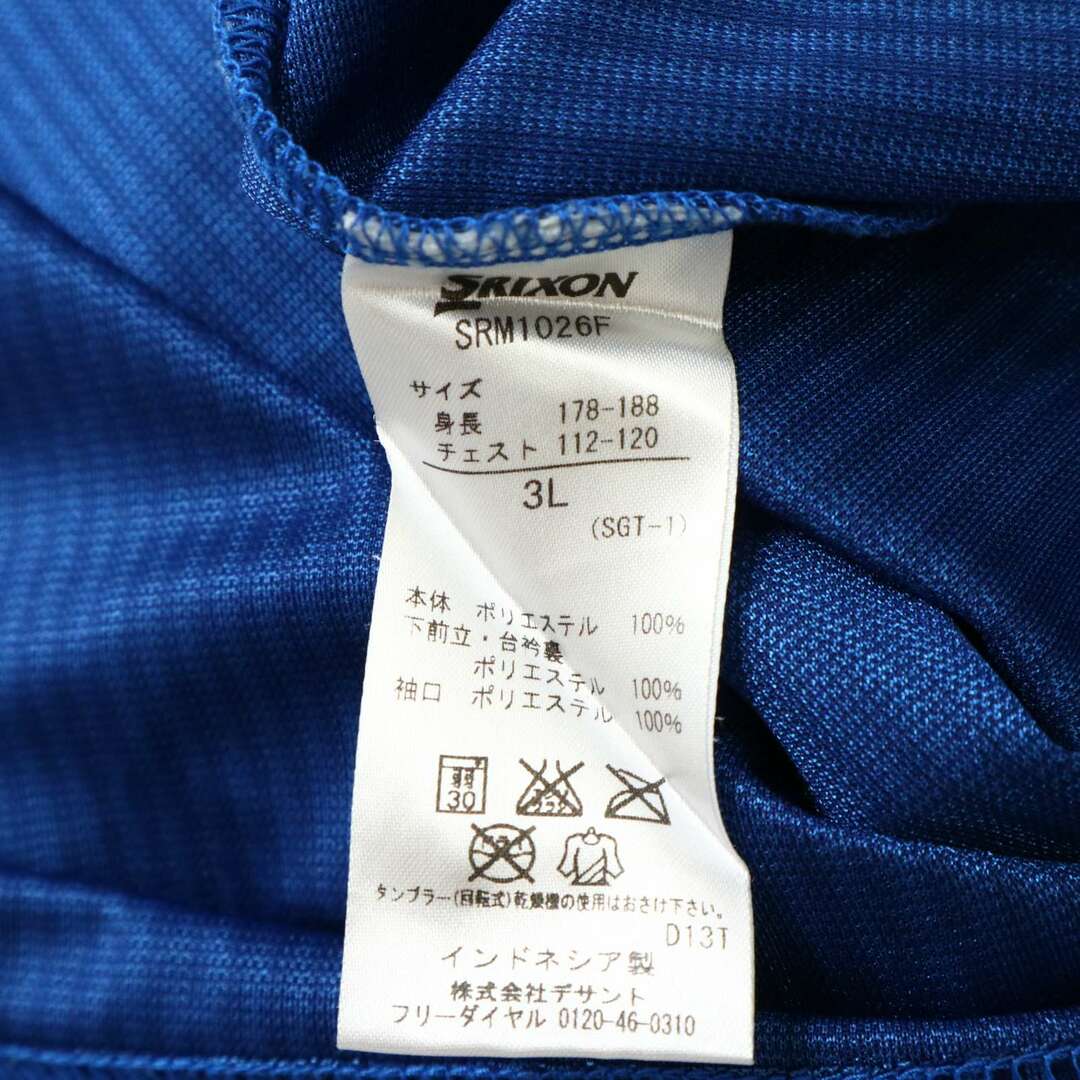 SRIXON
SRM1026F
サイズ
身長 178-188
チェスト 112-120
3L
(SGT-1)
本体 ポリエステル 100%
下前立・台衿裏
ポリエステル 100%
袖口 ポリエステル 100%
弱
30
タンブラー(回転式)乾燥機の使用はおさけ下さい。
D13T
インドネシア製
株式会社デサント
フリーダイヤル 0120-46-0310